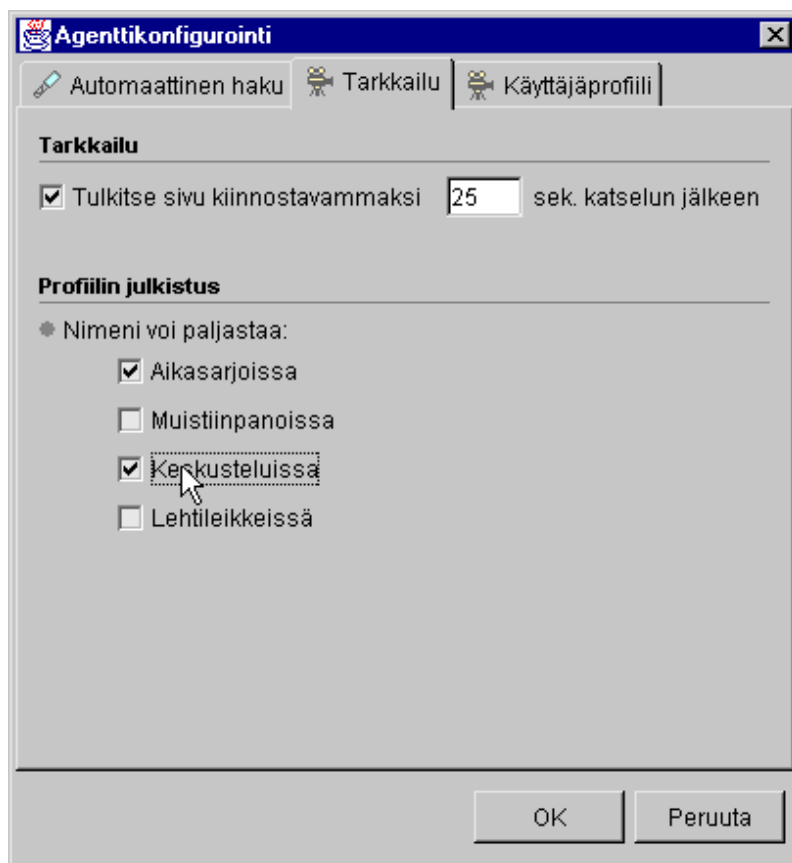 Agenttikonfigurointi
Automaattinen haku Tarkkailu Käyttäjäprofiili
Tarkkailu
Tulkitse sivu kiinnostavammaksi 25 sek. katselun jälkeen
Profiilin julkistus
Nimeni voi paljastaa:
Aikasarjoissa
Muistiinpanoissa
Keskusteluissa
Lehtileikkeissä
OK Peruuta